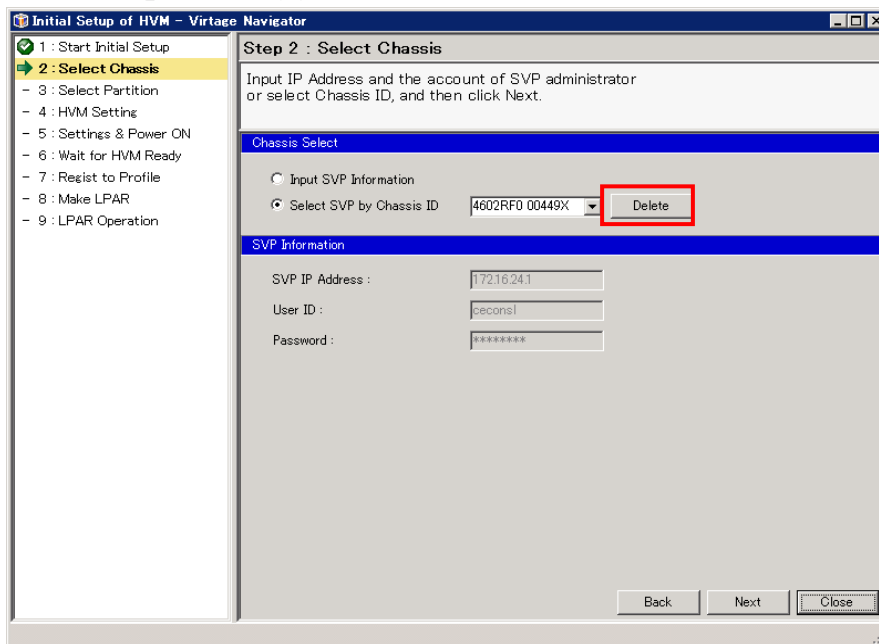 Initial Setup of HVM - Virtage Navigator
1 : Start Initial Setup
2 : Select Chassis
- 3 : Select Partition
- 4 : HVM Setting
- 5 : Settings & Power ON
- 6 : Wait for HVM Ready
- 7 : Regist to Profile
- 8 : Make LPAR
- 9 : LPAR Operation
Step 2 : Select Chassis
Input IP Address and the account of SVP administrator
or select Chassis ID, and then click Next.
Chassis Select
Input SVP Information
Select SVP by Chassis ID 4602RF0 00449X Delete
SVP Information
SVP IP Address : 172.16.24.1
User ID : ceconsl
Password : ********
Back Next Close